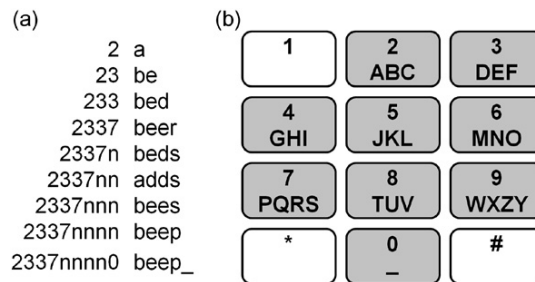 (a)
2 a
23 be
233 bed
2337 beer
2337n beds
2337nn adds
2337nnn bees
2337nnnn beep
2337nnnn0 beep_
(b)
1
2
ABC
3
DEF
4
GHI
5
JKL
6
MNO
7
PQRS
8
TUV
9
WXZY
*
0
_
#